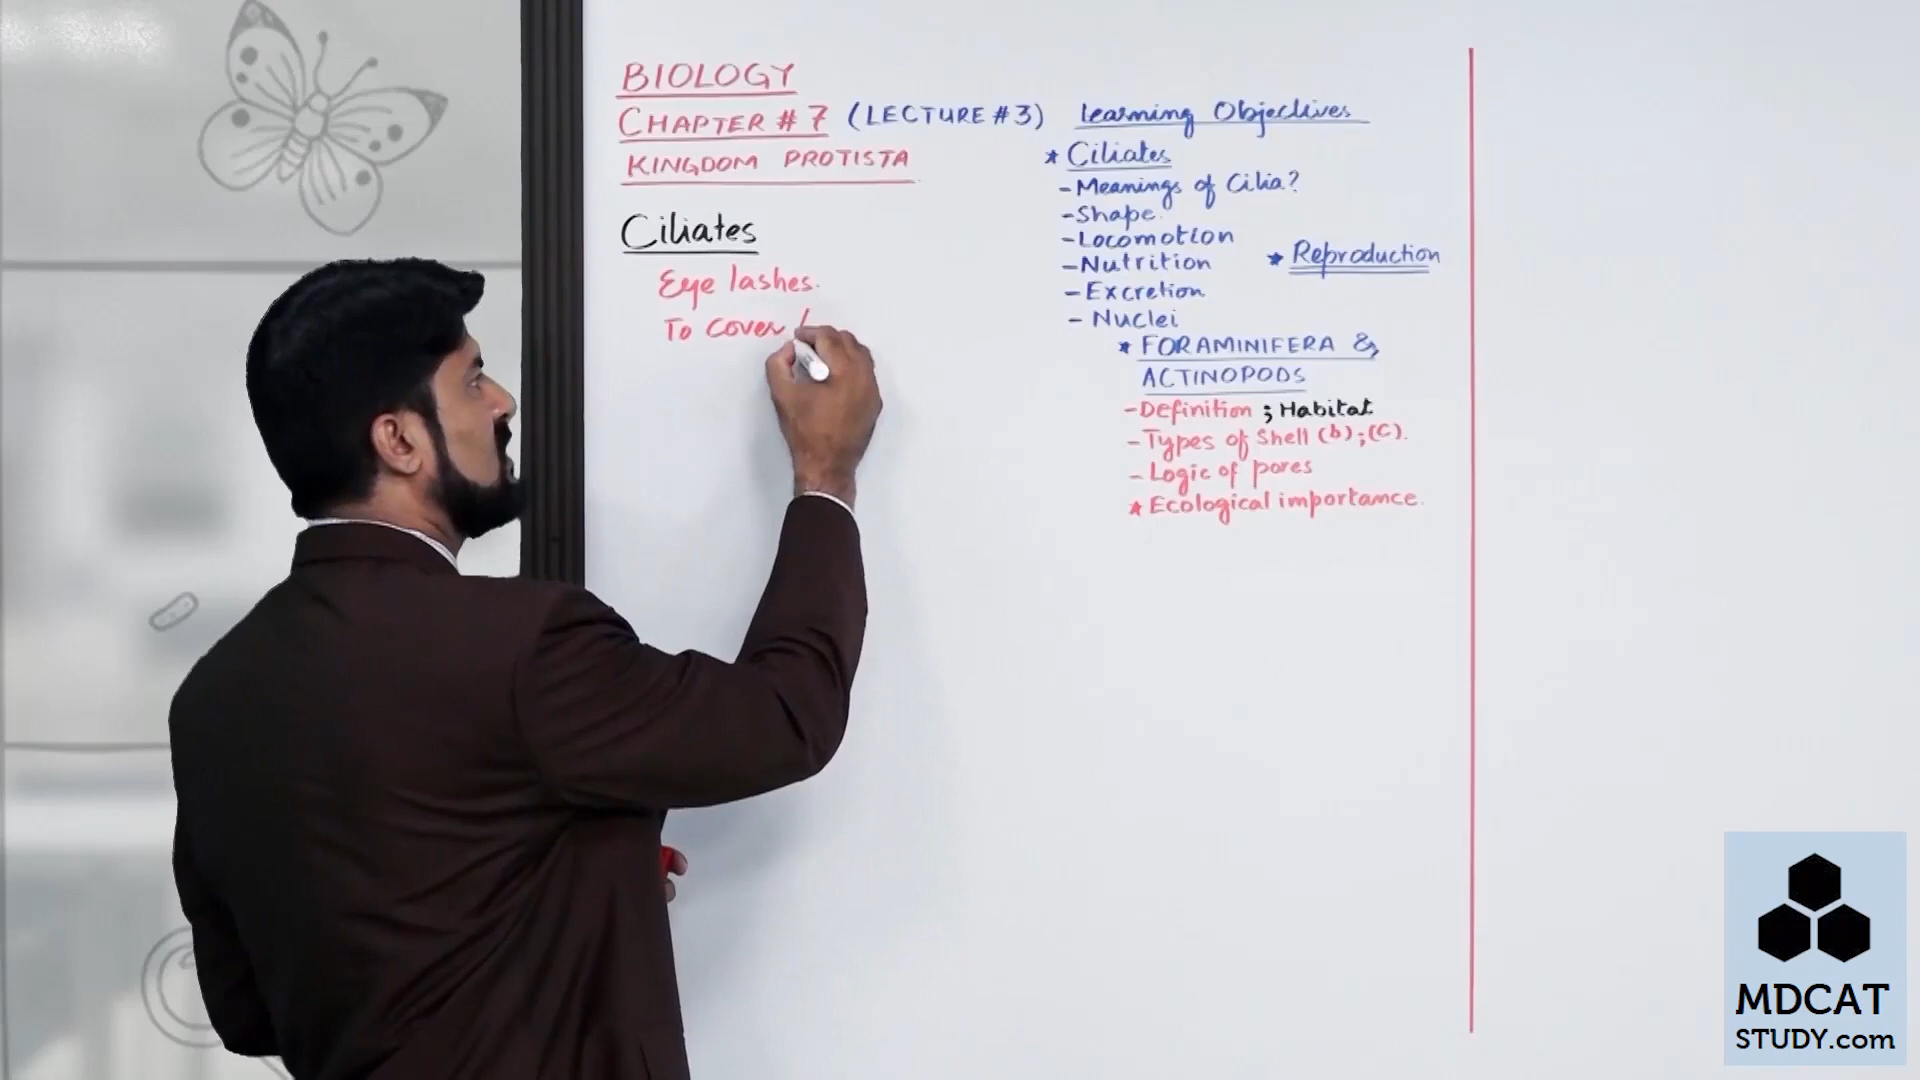 BIOLOGY
CHAPTER # 7 (LECTURE # 3)
KINGDOM PROTISTA
Ciliates
Eye lashes.
To cover /
Learning Objectives
* Ciliates
- Meanings of Cilia?
- Shape.
- Locomotion
- Nutrition
* Reproduction
- Excretion
- Nuclei
* FORAMINIFERA &
ACTINOPODS
- Definition ; Habitat
- Types of Shell (b) ; (C).
- Logic of pores
* Ecological importance.
MDCAT
STUDY.com